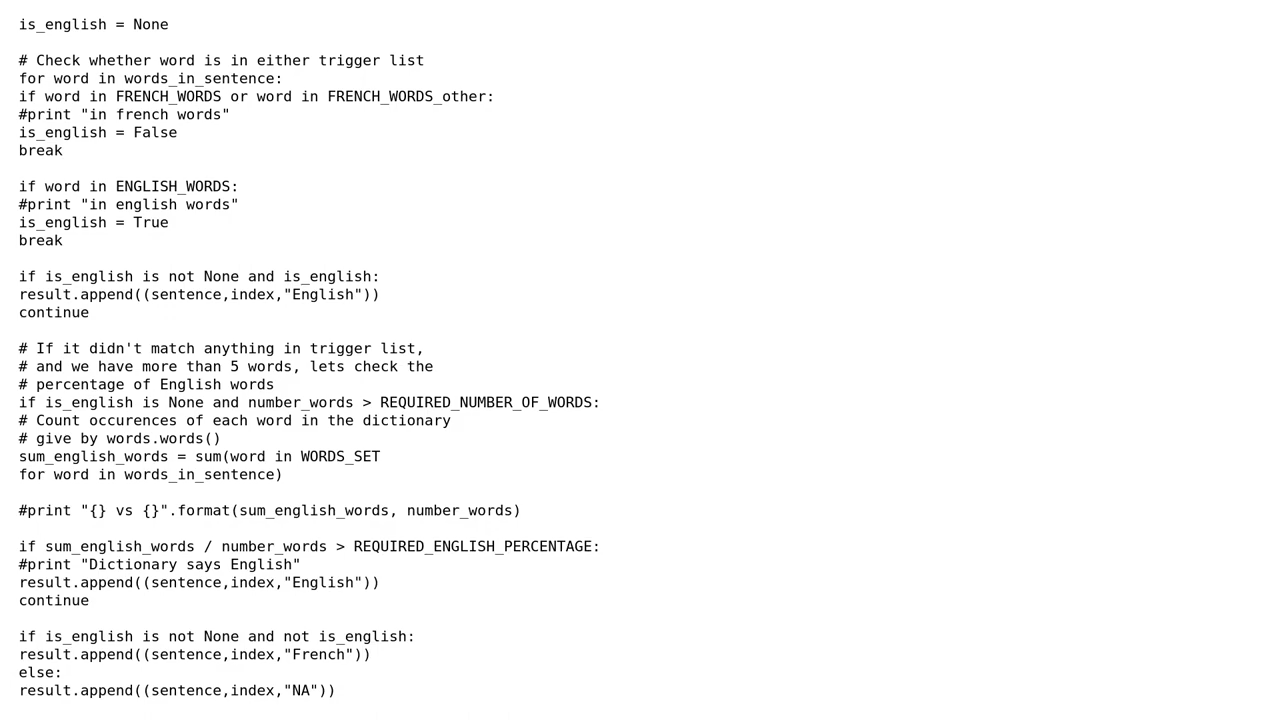 is_english = None
# Check whether word is in either trigger list
for word in words_in_sentence:
if word in FRENCH_WORDS or word in FRENCH_WORDS_other:
#print "in french words"
is_english = False
break
if word in ENGLISH_WORDS:
#print "in english words"
is_english = True
break
if is_english is not None and is_english:
result.append((sentence,index,"English"))
continue
# If it didn't match anything in trigger list,
# and we have more than 5 words, lets check the
# percentage of English words
if is_english is None and number_words > REQUIRED_NUMBER_OF_WORDS:
# Count occurences of each word in the dictionary
# give by words.words()
sum_english_words = sum(word in WORDS_SET
for word in words_in_sentence)
#print "{} vs {}".format(sum_english_words, number_words)
if sum_english_words / number_words > REQUIRED_ENGLISH_PERCENTAGE:
#print "Dictionary says English"
result.append((sentence,index,"English"))
continue
if is_english is not None and not is_english:
result.append((sentence,index,"French"))
else:
result.append((sentence,index,"NA"))